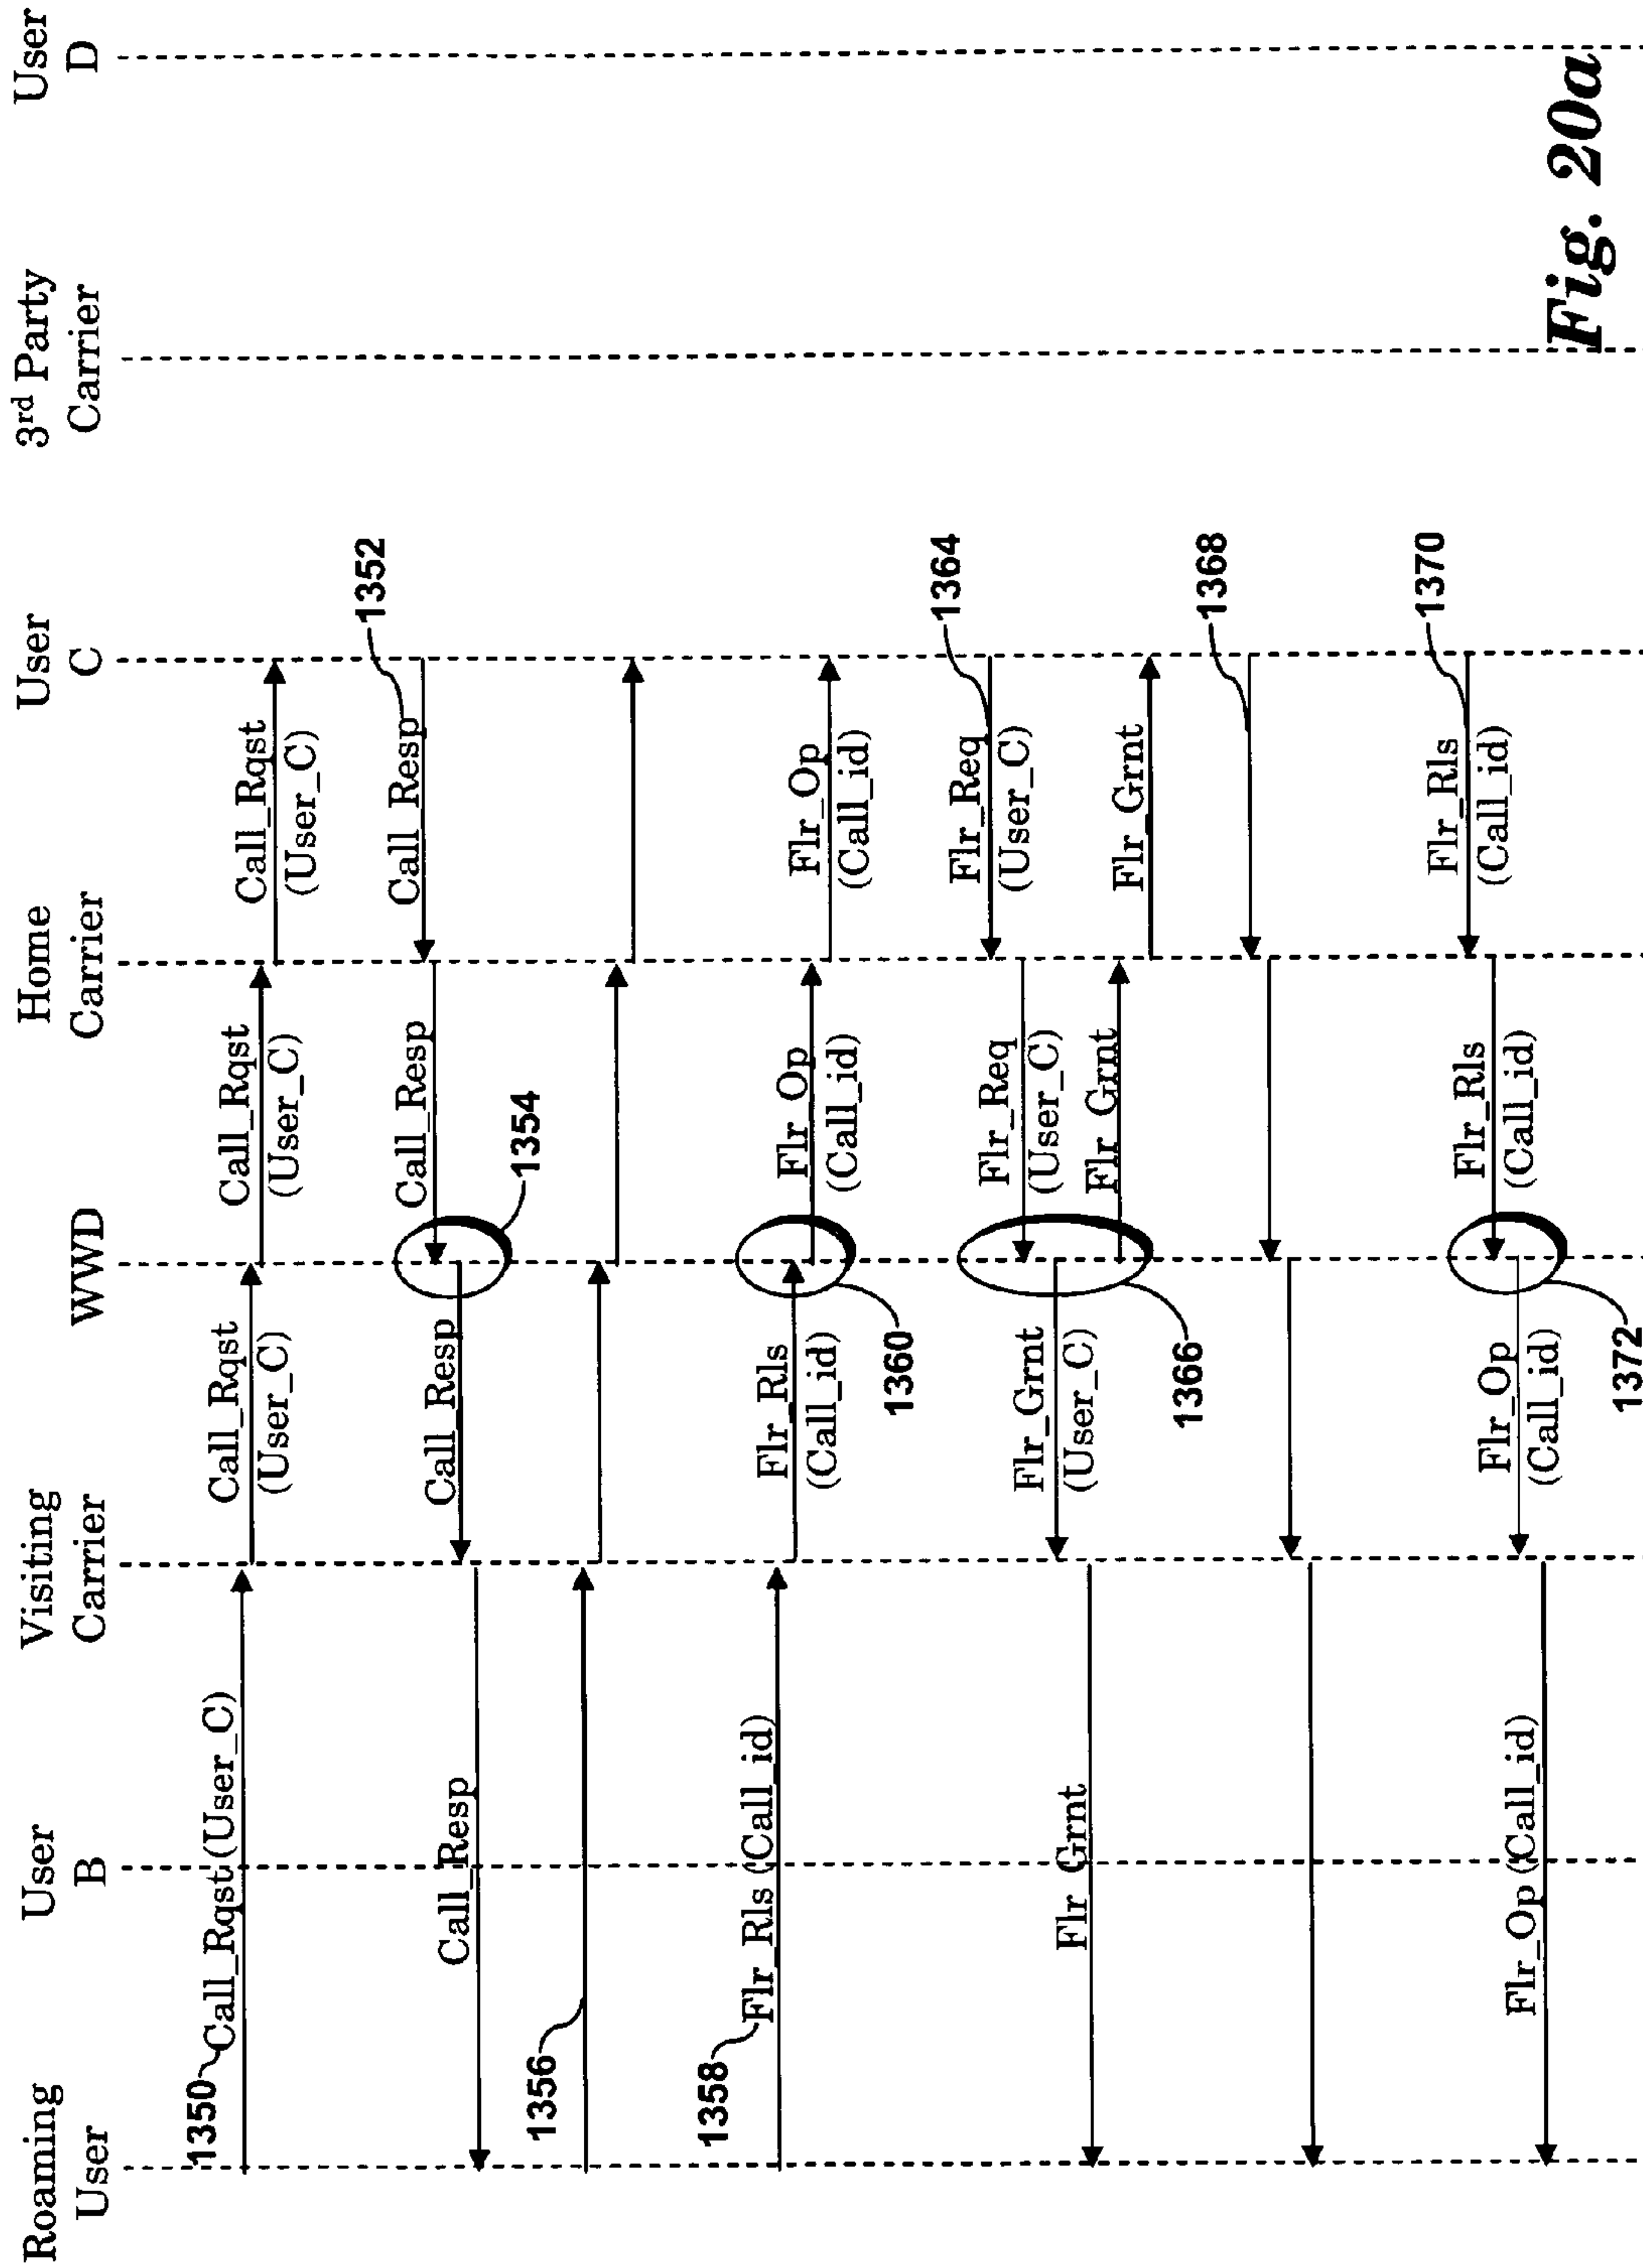 Roaming
User
User
B
Visiting
Carrier
WWD
Home
Carrier
User
C
3rd Party
Carrier
User
D
1350
Call_Rqst (User_C)
Call_Rqst
(User_C)
Call_Rqst
(User_C)
Call_Rqst
(User_C)
1352
Call_Resp
Call_Resp
1354
Call_Resp
Call_Resp
1356
1358
Flr_Rls (Call_id)
Flr_Rls
(Call_id)
1360
Flr_Op
(Call_id)
Flr_Op
(Call_id)
1364
Flr_Req
(User_C)
Flr_Req
(User_C)
1366
Flr_Grnt
(User_C)
Flr_Grnt
Flr_Grnt
Flr_Grnt
1368
1370
Flr_Rls
(Call_id)
Flr_Rls
(Call_id)
1372
Flr_Op
(Call_id)
Flr_Op (Call_id)
Fig. 20a